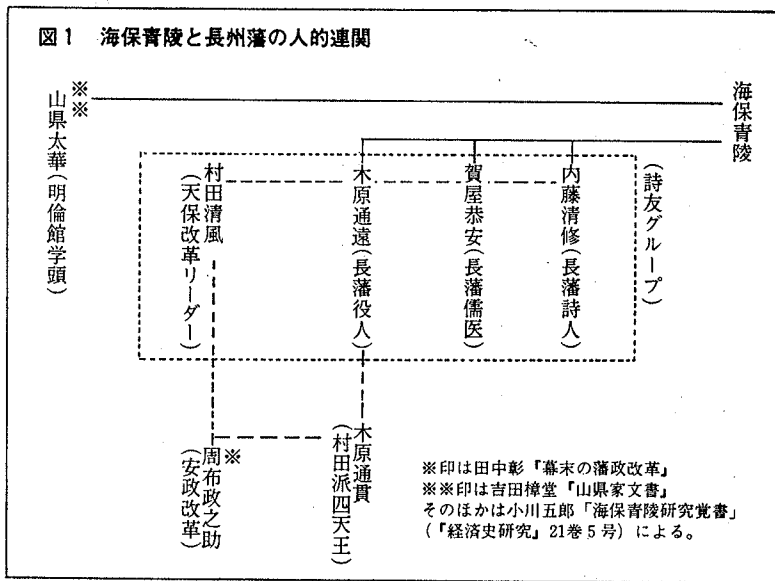 図1 海保青陵と長州藩の人的連関
海保青陵
(詩友グループ)
内藤清修(長藩詩人)
賀屋恭安(長藩儒医)
木原通遠(長藩役人)
村田清風
(天保改革リーダー)
※※
山県太華(明倫館学頭)
木原通貫
(村田派四天王)
※
周布政之助
(安政改革)
※印は田中彰『幕末の藩政改革』
※※印は吉田樟堂『山県家文書』
そのほかは小川五郎「海保青陵研究覚書」
(『経済史研究』21巻5号)による。